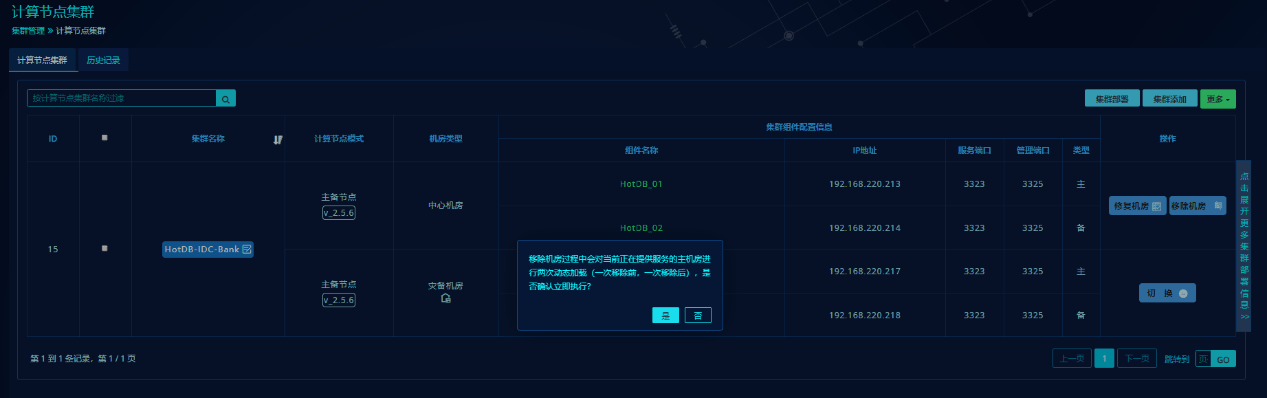 计算节点集群
集群管理 » 计算节点集群
计算节点集群 历史记录
按计算节点集群名称过滤
集群部署 集群添加 更多
ID 集群名称 计算节点模式 机房类型 集群组件配置信息 操作
组件名称 IP地址 服务端口 管理端口 类型
15 HotDB-IDC-Bank
主备节点
v_2.5.6
中心机房
HotDB_01 192.168.220.213 3323 3325 主
HotDB_02 192.168.220.214 3323 3325 备
修复机房 移除机房
主备节点
v_2.5.6
灾备机房
192.168.220.217 3323 3325 主
192.168.220.218 3323 3325 备
切 换
移除机房过程中会对当前正在提供服务的主机房进
行两次动态加载（一次移除前，一次移除后），是
否确认立即执行？
是 否
点击展开更多集群部署信息>>
第 1 到 1 条记录，第 1 / 1 页
上一页 1 下一页 跳转到 页 GO